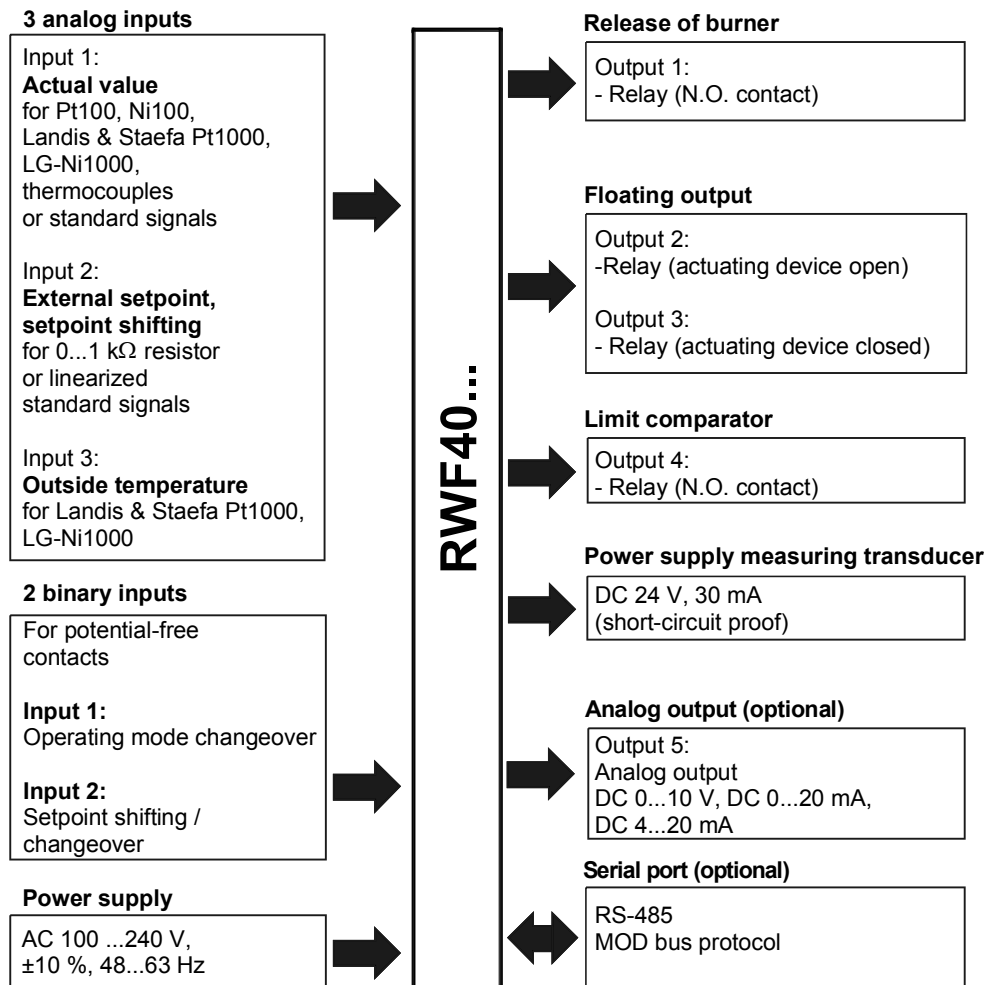 3 analog inputs
Input 1:
Actual value
for Pt100, Ni100,
Landis & Staefa Pt1000,
LG-Ni1000,
thermocouples
or standard signals
Input 2:
External setpoint,
setpoint shifting
for 0...1 kΩ resistor
or linearized
standard signals
Input 3:
Outside temperature
for Landis & Staefa Pt1000,
LG-Ni1000
2 binary inputs
For potential-free
contacts
Input 1:
Operating mode changeover
Input 2:
Setpoint shifting /
changeover
Power supply
AC 100 ...240 V,
±10 %, 48...63 Hz
RWF40...
Release of burner
Output 1:
- Relay (N.O. contact)
Floating output
Output 2:
-Relay (actuating device open)
Output 3:
- Relay (actuating device closed)
Limit comparator
Output 4:
- Relay (N.O. contact)
Power supply measuring transducer
DC 24 V, 30 mA
(short-circuit proof)
Analog output (optional)
Output 5:
Analog output
DC 0...10 V, DC 0...20 mA,
DC 4...20 mA
Serial port (optional)
RS-485
MOD bus protocol